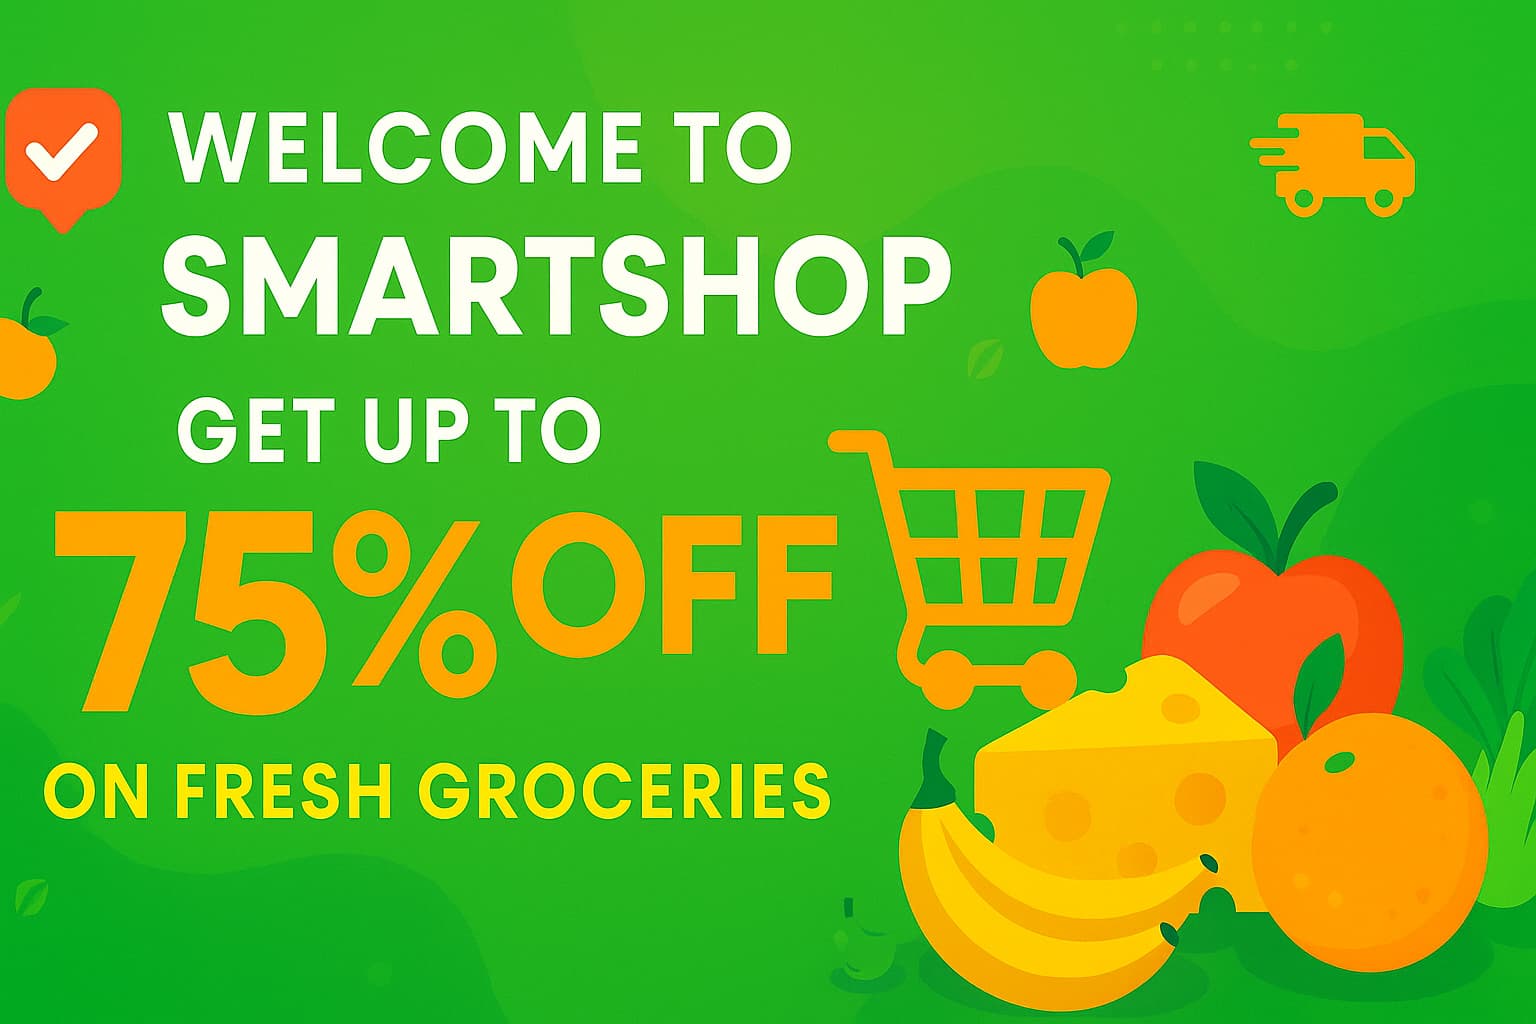 WELCOME TO
SMARTSHOP
GET UP TO
75% OFF
ON FRESH GROCERIES